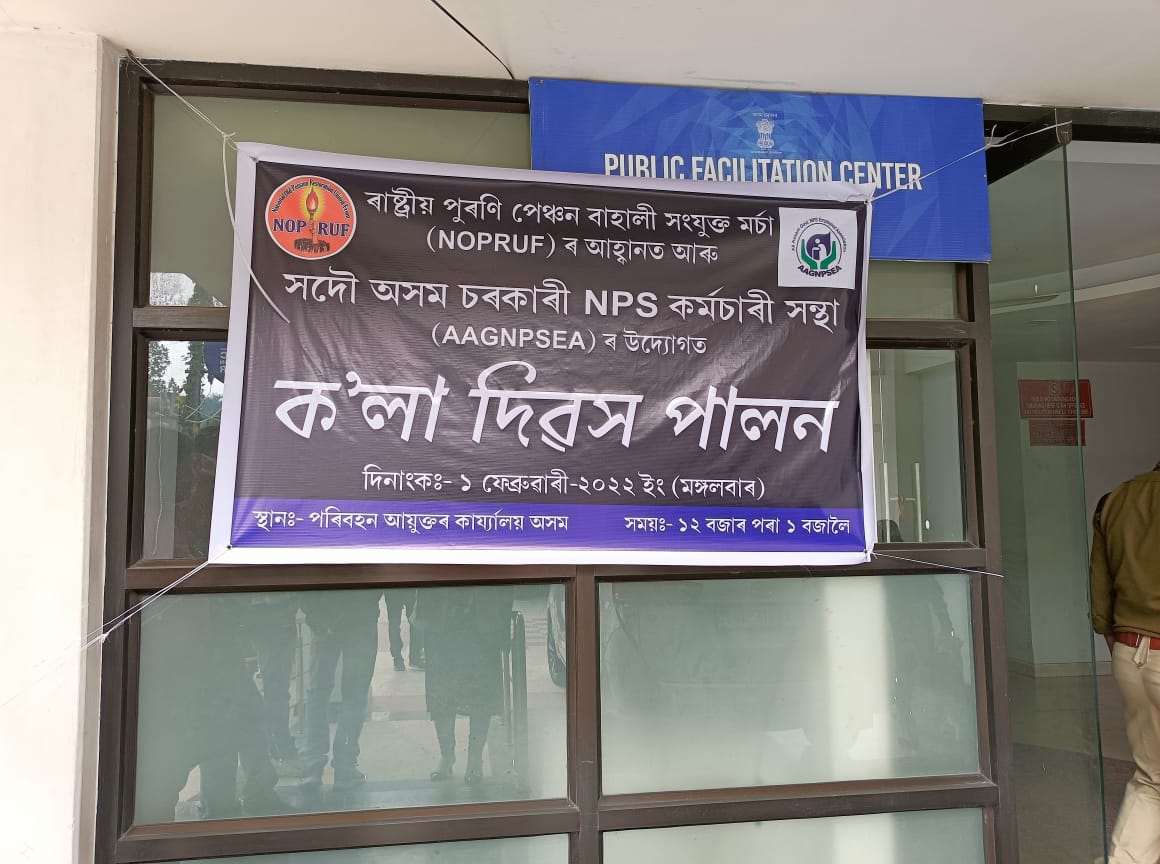 PUBLIC FACILITATION CENTER
NOPRUF
ৰাষ্ট্ৰীয় পুৰণি পেঞ্চন বাহালী সংযুক্ত মৰ্চা
(NOPRUF) ৰ আহ্বানত আৰু
AAGNPSEA
সদৌ অসম চৰকাৰী NPS কৰ্মচাৰী সন্থা
(AAGNPSEA) ৰ উদ্যোগত
ক'লা দিৱস পালন
দিনাংকঃ- ১ ফেব্ৰুৱাৰী-২০২২ ইং (মঙ্গলবাৰ)
স্থানঃ- পৰিবহন আয়ুক্তৰ কাৰ্য্যালয় অসম
সময়ঃ- ১২ বজাৰ পৰা ১ বজালৈ